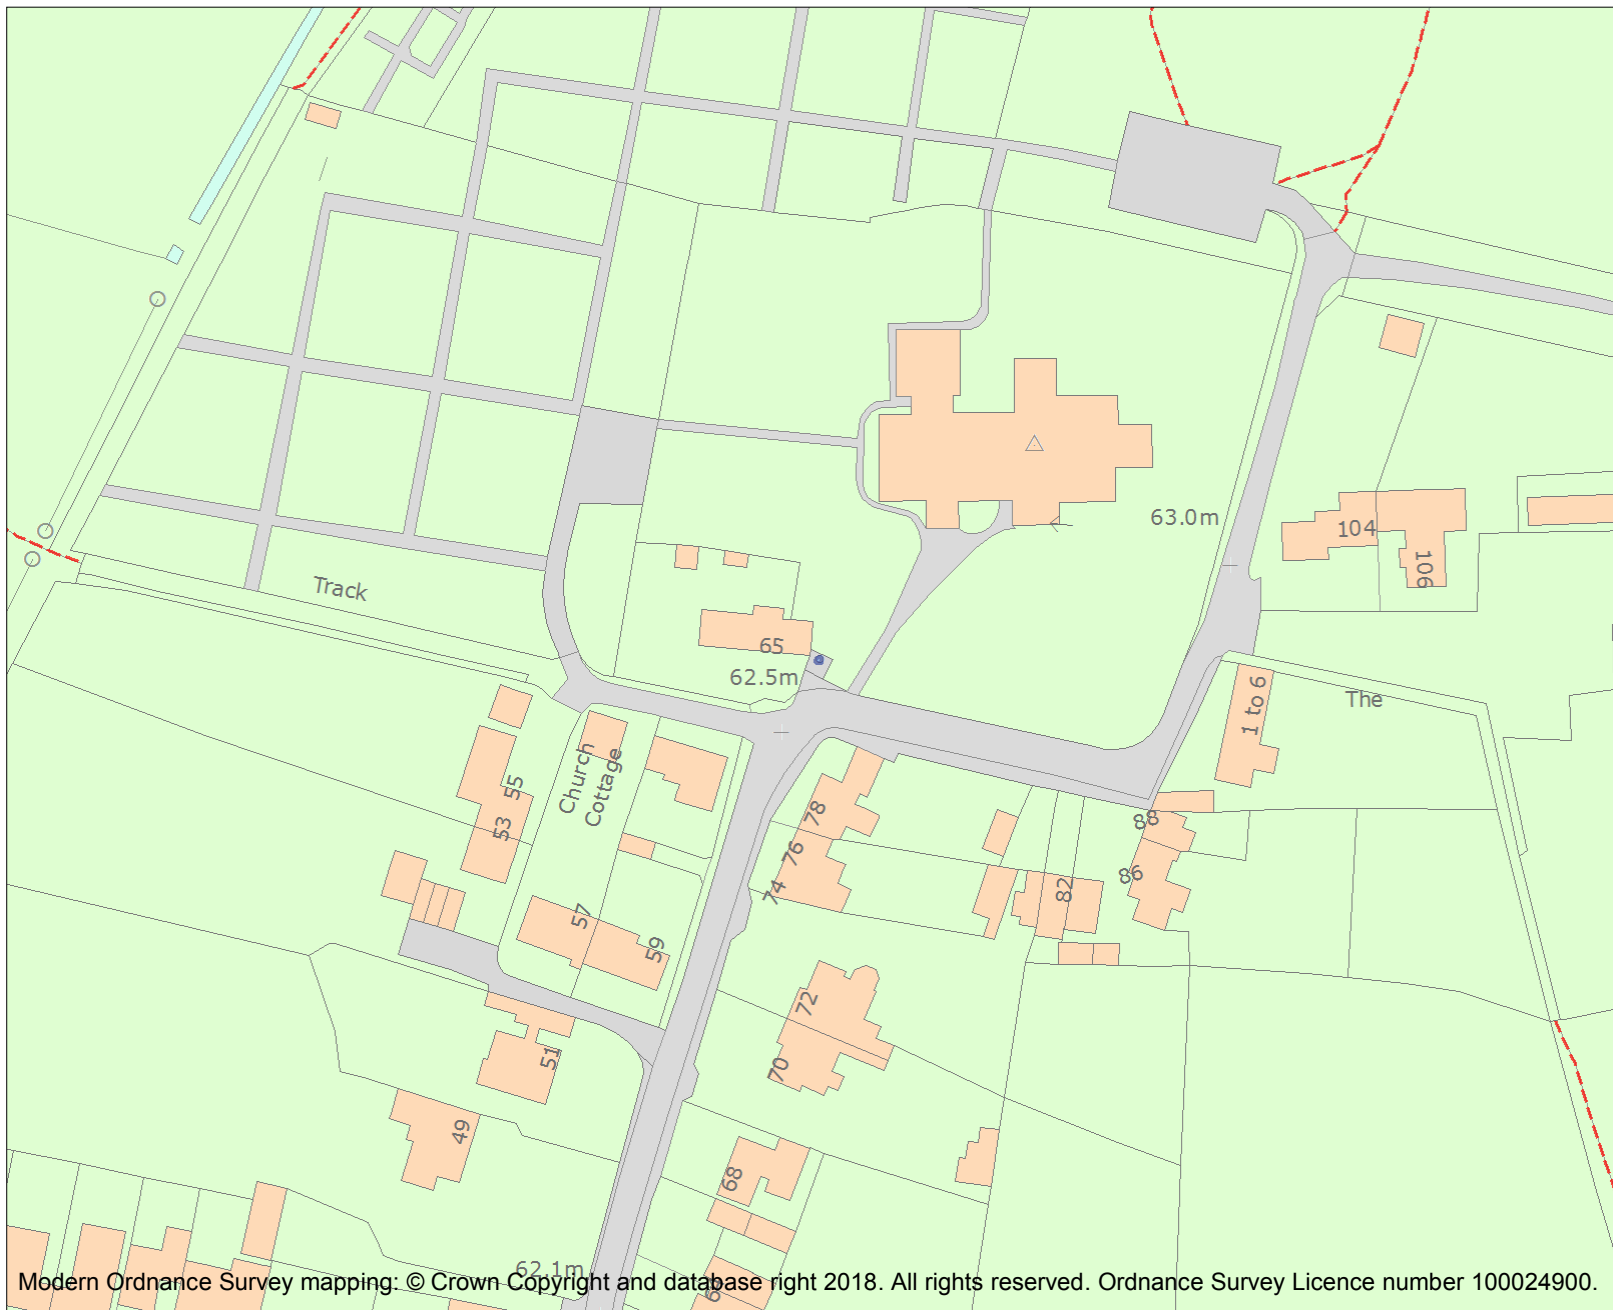 63.0m
104
106
Track
65
62.5m
The
1 to 6
55
Church
Cottage
53
78
88
76
86
74
82
57
59
72
51
70
49
68
62.1m
Modern Ordnance Survey mapping: © Crown Copyright and database right 2018. All rights reserved. Ordnance Survey Licence number 100024900.